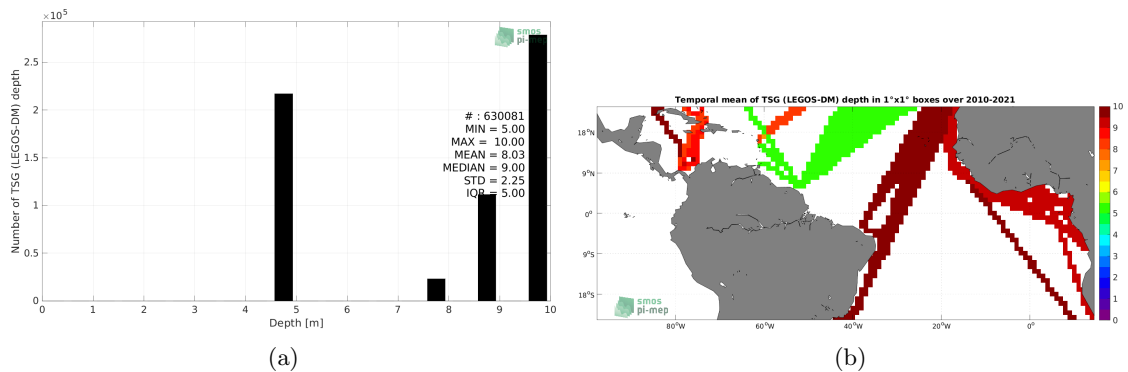 ×10⁵
smos
pi-mep
2.5
2
1.5
1
0.5
0
Number of TSG (LEGOS-DM) depth
# : 630081
MIN = 5.00
MAX = 10.00
MEAN = 8.03
MEDIAN = 9.00
STD = 2.25
IQR = 5.00
0 1 2 3 4 5 6 7 8 9 10
Depth [m]
(a)
Temporal mean of TSG (LEGOS-DM) depth in 1°x1° boxes over 2010-2021
18°N
9°N
0°
9°S
18°S
80°W 60°W 40°W 20°W 0°
smos
pi-mep
10
9
8
7
6
5
4
3
2
1
0
(b)